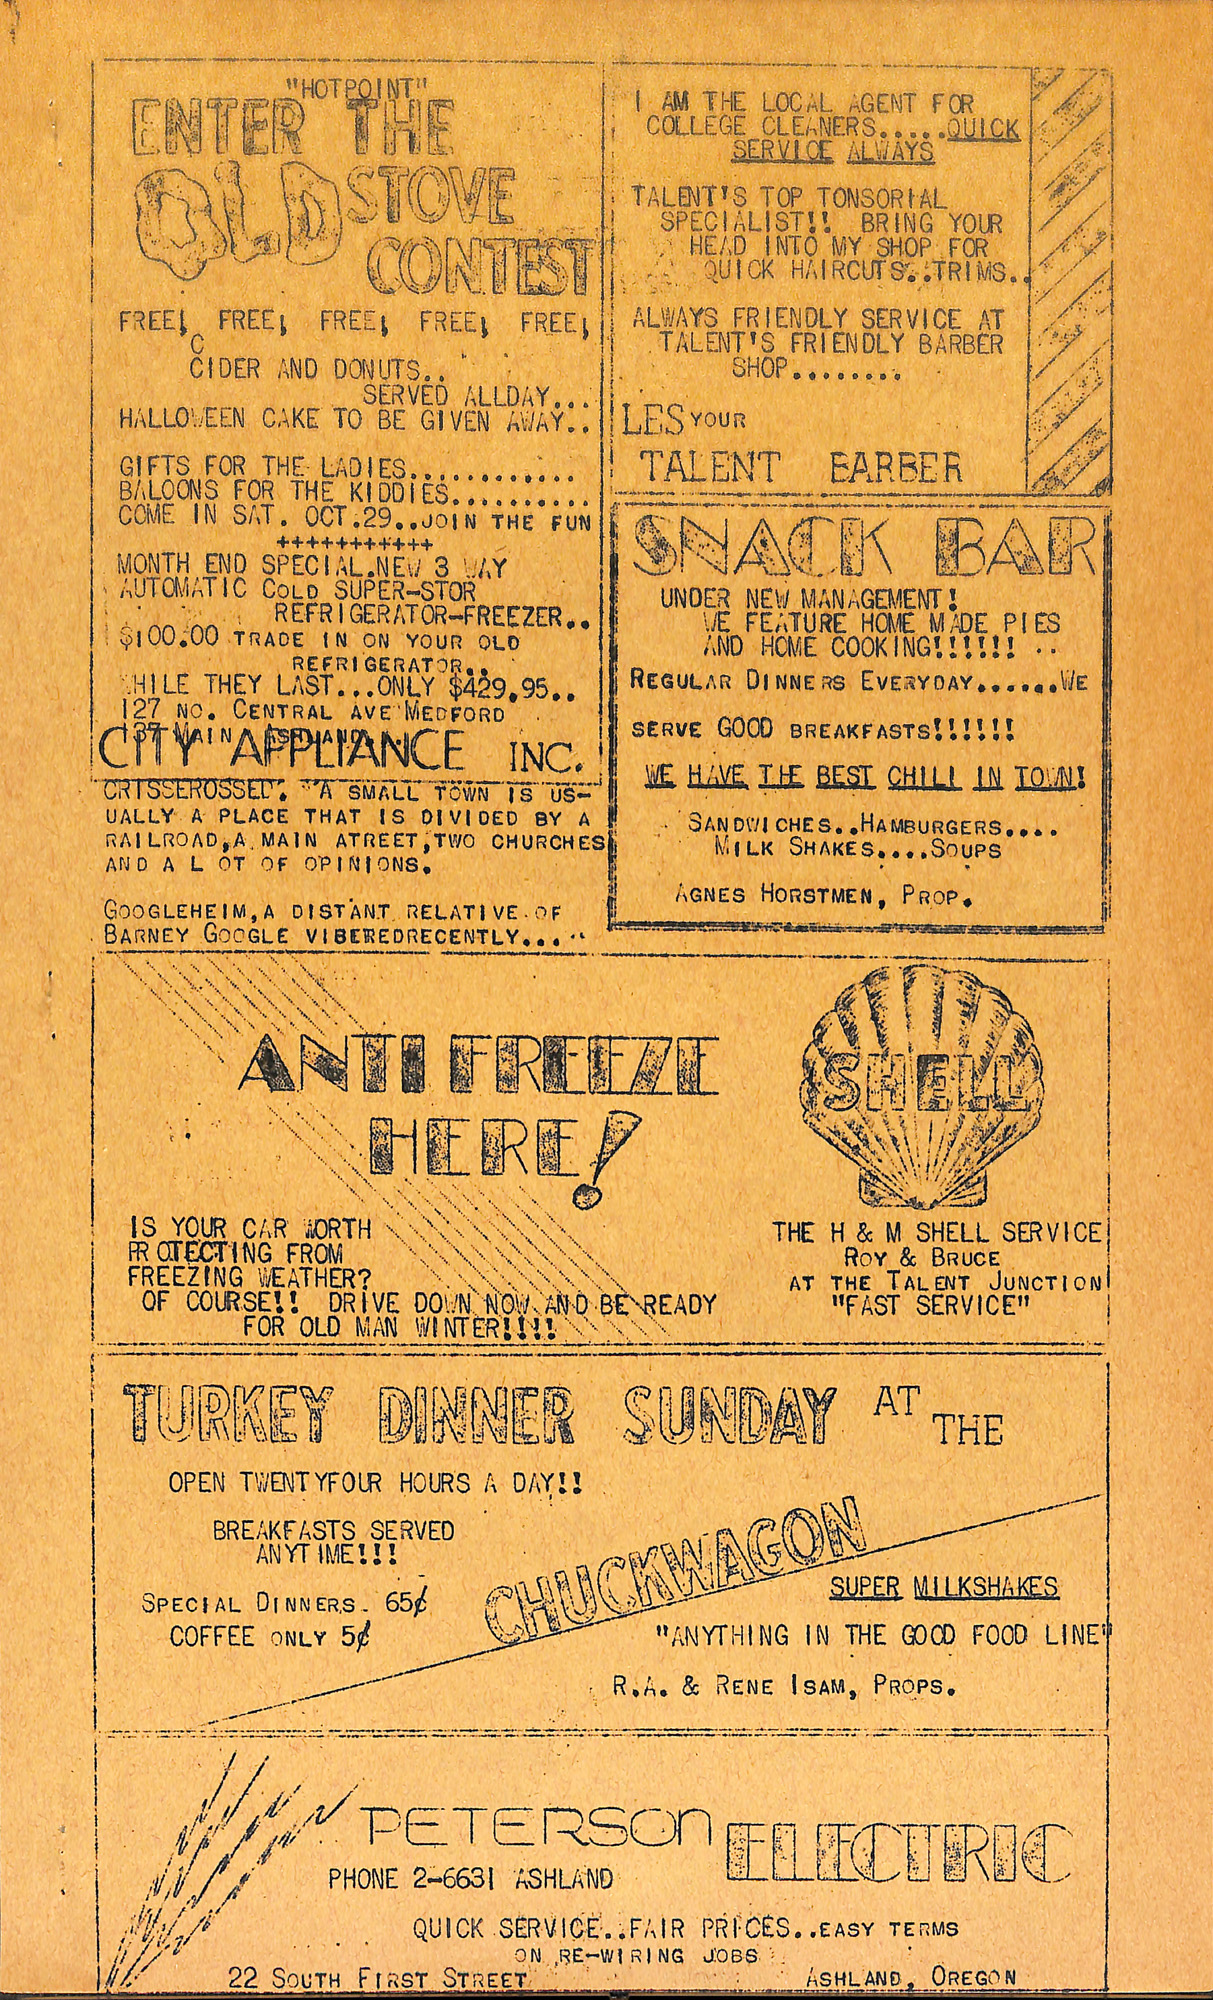 "HOTPOINT"
ENTER THE
OLD STOVE
CONTEST
FREE! FREE! FREE! FREE! FREE!
C
CIDER AND DONUTS..
SERVED ALLDAY...
HALLOWEEN CAKE TO BE GIVEN AWAY..
GIFTS FOR THE LADIES............
BALOONS FOR THE KIDDIES..........
COME IN SAT. OCT.29..JOIN THE FUN
+++++++++++
MONTH END SPECIAL.NEW 3 WAY
AUTOMATIC COLD SUPER-STOR
REFRIGERATOR-FREEZER..
$100.00 TRADE IN ON YOUR OLD
REFRIGERATOR..
WHILE THEY LAST...ONLY $429.95..
127 NO. CENTRAL AVE MEDFORD
137 MAIN ASHLAND
CITY APPLIANCE INC.
CRISSEROSSED. "A SMALL TOWN IS US-
UALLY A PLACE THAT IS DIVIDED BY A
RAILROAD,A MAIN ATREET,TWO CHURCHES
AND A L OT OF OPINIONS.
GOOGLEHEIM,A DISTANT RELATIVE OF
BARNEY GOOGLE VIBEREDRECENTLY...
I AM THE LOCAL AGENT FOR
COLLEGE CLEANERS.....QUICK
SERVICE ALWAYS
TALENT'S TOP TONSORIAL
SPECIALIST!! BRING YOUR
HEAD INTO MY SHOP FOR
QUICK HAIRCUTS..TRIMS..
ALWAYS FRIENDLY SERVICE AT
TALENT'S FRIENDLY BARBER
SHOP........
LES YOUR
TALENT BARBER
SNACK BAR
UNDER NEW MANAGEMENT!
WE FEATURE HOME MADE PIES
AND HOME COOKING!!!!!! ..
REGULAR DINNERS EVERYDAY.......WE
SERVE GOOD BREAKFASTS!!!!!!
WE HAVE THE BEST CHILI IN TOWN!
SANDWICHES..HAMBURGERS....
MILK SHAKES....SOUPS
AGNES HORSTMEN, PROP.
ANTI FREEZE
HERE!
IS YOUR CAR WORTH
PROTECTING FROM
FREEZING WEATHER?
OF COURSE!! DRIVE DOWN NOW AND BE READY
FOR OLD MAN WINTER!!!!
SHELL
THE H & M SHELL SERVICE
ROY & BRUCE
AT THE TALENT JUNCTION
"FAST SERVICE"
TURKEY DINNER SUNDAY AT THE
OPEN TWENTYFOUR HOURS A DAY!!
BREAKFASTS SERVED
ANYTIME!!!
SPECIAL DINNERS. 65¢
COFFEE ONLY 5¢
CHUCKWAGON
SUPER MILKSHAKES
"ANYTHING IN THE GOOD FOOD LINE"
R.A. & RENE ISAM, PROPS.
PETERSON ELECTRIC
PHONE 2-6631 ASHLAND
QUICK SERVICE..FAIR PRICES..EASY TERMS
ON RE-WIRING JOBS
22 SOUTH FIRST STREET ASHLAND, OREGON